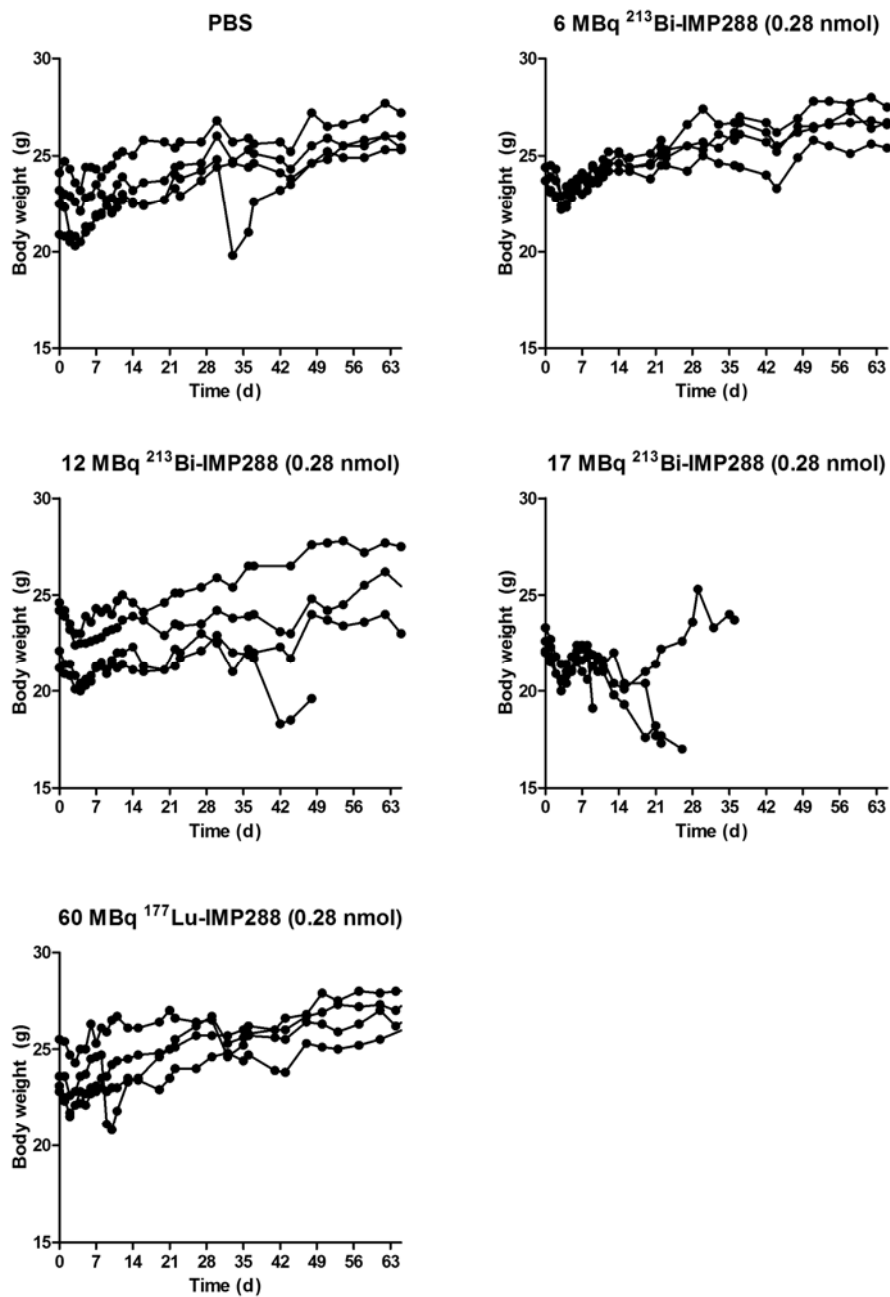 PBS
30
25
20
15
Body weight (g)
0 7 14 21 28 35 42 49 56 63
Time (d)
6 MBq ²¹³Bi-IMP288 (0.28 nmol)
30
25
20
15
Body weight (g)
0 7 14 21 28 35 42 49 56 63
Time (d)
12 MBq ²¹³Bi-IMP288 (0.28 nmol)
30
25
20
15
Body weight (g)
0 7 14 21 28 35 42 49 56 63
Time (d)
17 MBq ²¹³Bi-IMP288 (0.28 nmol)
30
25
20
15
Body weight (g)
0 7 14 21 28 35 42 49 56 63
Time (d)
60 MBq ¹⁷⁷Lu-IMP288 (0.28 nmol)
30
25
20
15
Body weight (g)
0 7 14 21 28 35 42 49 56 63
Time (d)